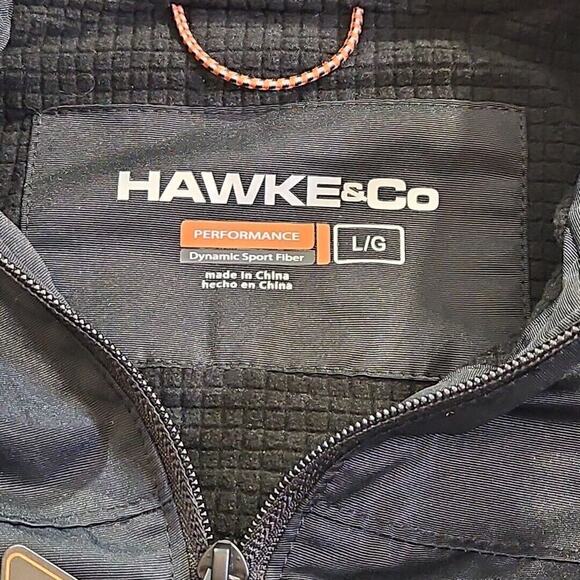 HAWKE&Co
PERFORMANCE
Dynamic Sport Fiber
L/G
made in China
hecho en China